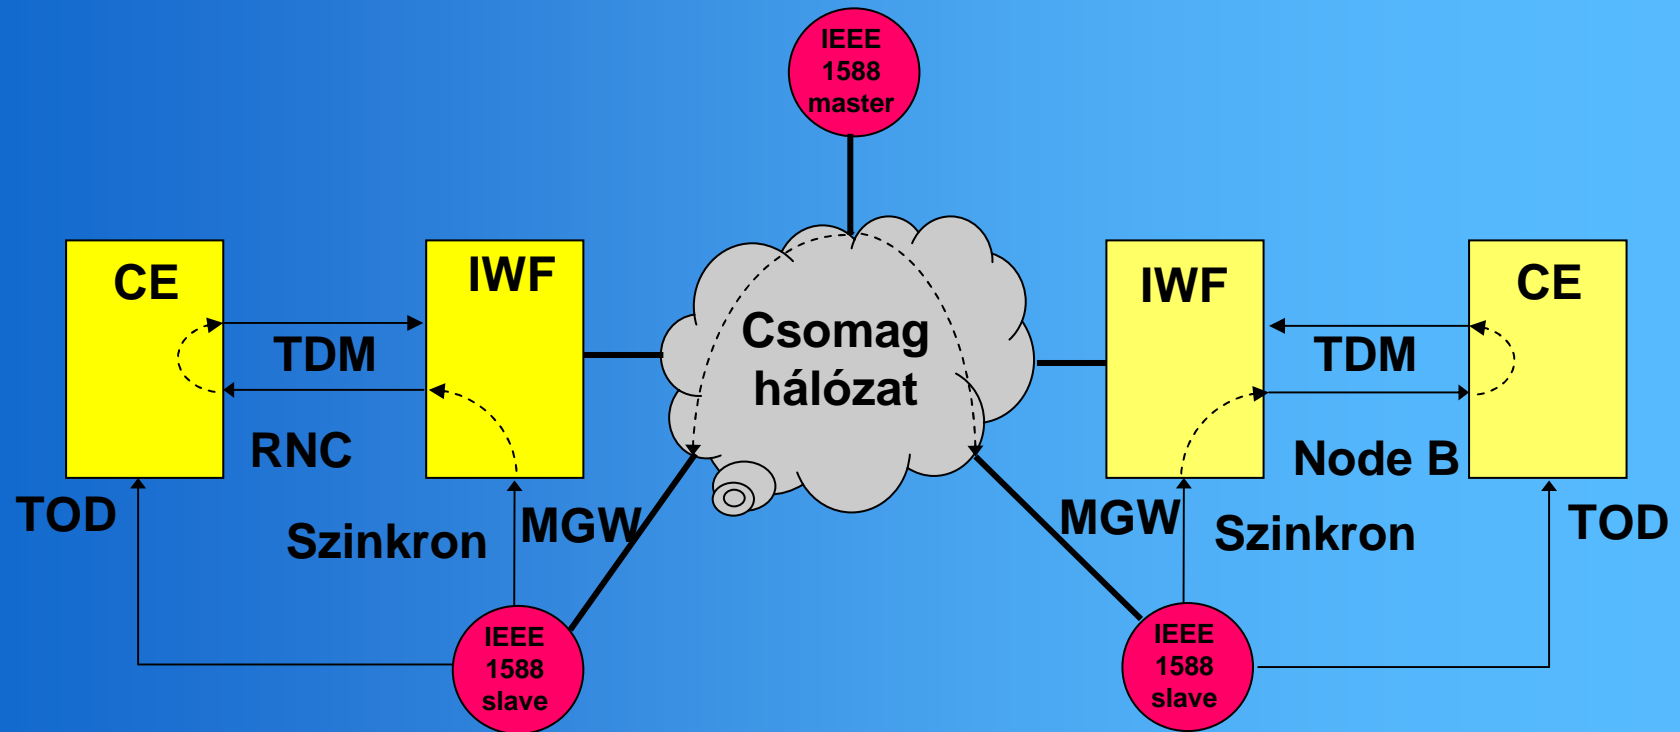 IEEE
1588
master
CE
IWF
TDM
RNC
TOD
Szinkron
MGW
IEEE
1588
slave
Csomag
hálózat
IWF
CE
TDM
Node B
MGW
Szinkron
TOD
IEEE
1588
slave